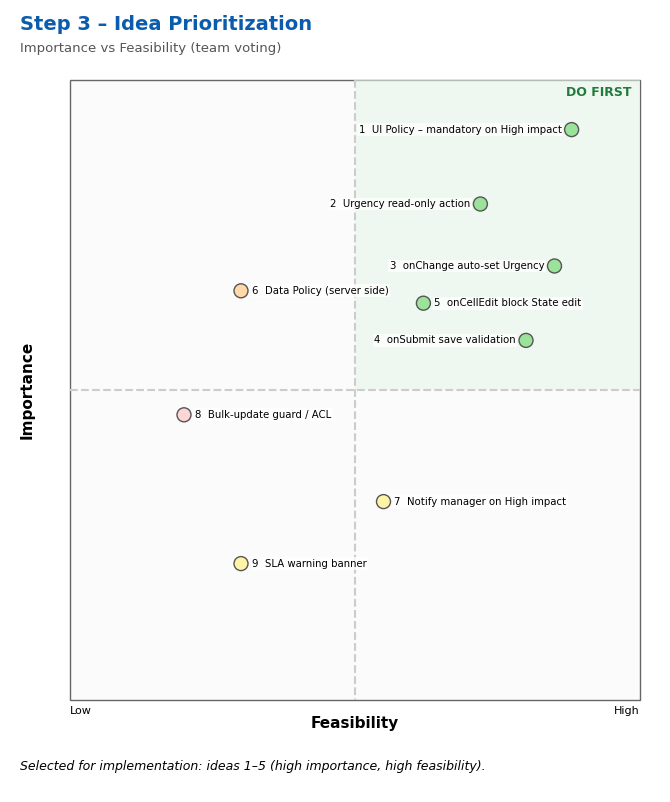 Step 3 – Idea Prioritization
Importance vs Feasibility (team voting)
DO FIRST
1 UI Policy – mandatory on High impact
2 Urgency read-only action
3 onChange auto-set Urgency
6 Data Policy (server side)
5 onCellEdit block State edit
4 onSubmit save validation
Importance
8 Bulk-update guard / ACL
7 Notify manager on High impact
9 SLA warning banner
Low
High
Feasibility
Selected for implementation: ideas 1–5 (high importance, high feasibility).